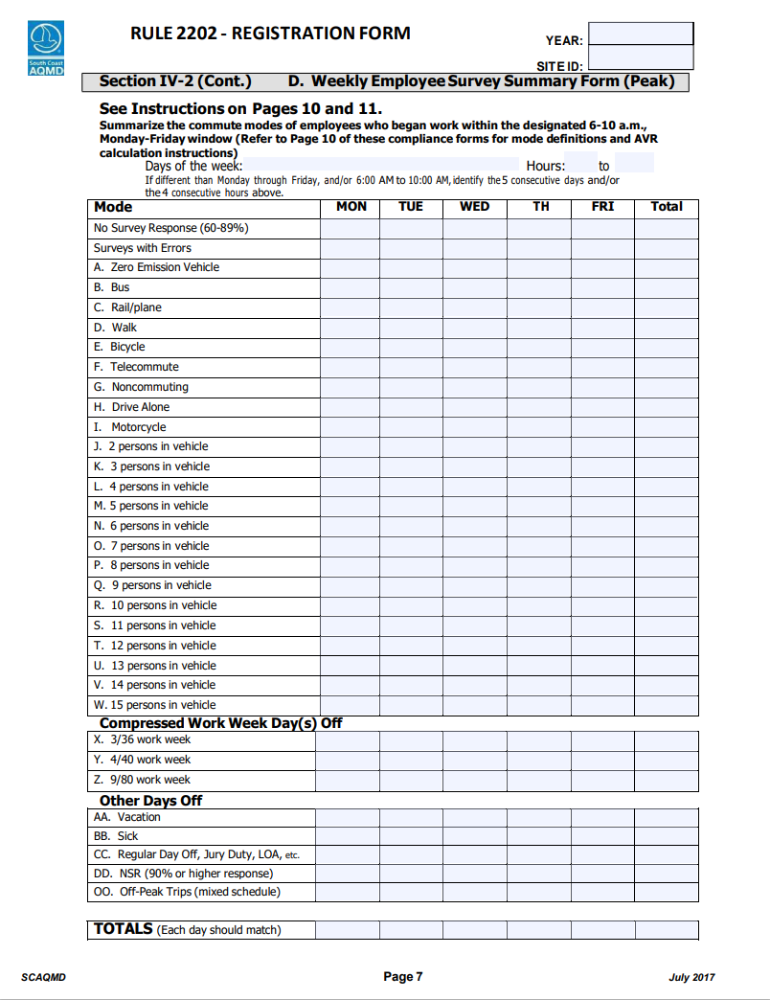 RULE 2202 - REGISTRATION FORM
YEAR:
SITE ID:
South Coast
AQMD
Section IV-2 (Cont.) D. Weekly Employee Survey Summary Form (Peak)
See Instructions on Pages 10 and 11.
Summarize the commute modes of employees who began work within the designated 6-10 a.m.,
Monday-Friday window (Refer to Page 10 of these compliance forms for mode definitions and AVR
calculation instructions)
Days of the week: Hours: to
If different than Monday through Friday, and/or 6:00 AM to 10:00 AM, identify the 5 consecutive days and/or
the 4 consecutive hours above.
Mode MON TUE WED TH FRI Total
No Survey Response (60-89%)
Surveys with Errors
A. Zero Emission Vehicle
B. Bus
C. Rail/plane
D. Walk
E. Bicycle
F. Telecommute
G. Noncommuting
H. Drive Alone
I. Motorcycle
J. 2 persons in vehicle
K. 3 persons in vehicle
L. 4 persons in vehicle
M. 5 persons in vehicle
N. 6 persons in vehicle
O. 7 persons in vehicle
P. 8 persons in vehicle
Q. 9 persons in vehicle
R. 10 persons in vehicle
S. 11 persons in vehicle
T. 12 persons in vehicle
U. 13 persons in vehicle
V. 14 persons in vehicle
W. 15 persons in vehicle
Compressed Work Week Day(s) Off
X. 3/36 work week
Y. 4/40 work week
Z. 9/80 work week
Other Days Off
AA. Vacation
BB. Sick
CC. Regular Day Off, Jury Duty, LOA, etc.
DD. NSR (90% or higher response)
OO. Off-Peak Trips (mixed schedule)
TOTALS (Each day should match)
SCAQMD Page 7 July 2017